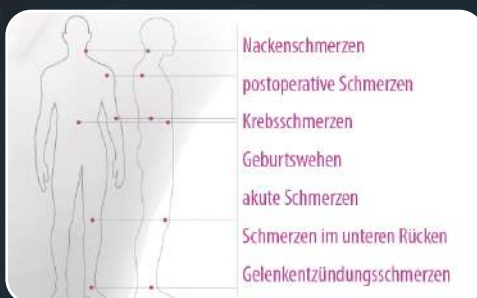 Nackenschmerzen
postoperative Schmerzen
Krebsschmerzen
Geburtswehen
akute Schmerzen
Schmerzen im unteren Rücken
Gelenkentzündungsschmerzen